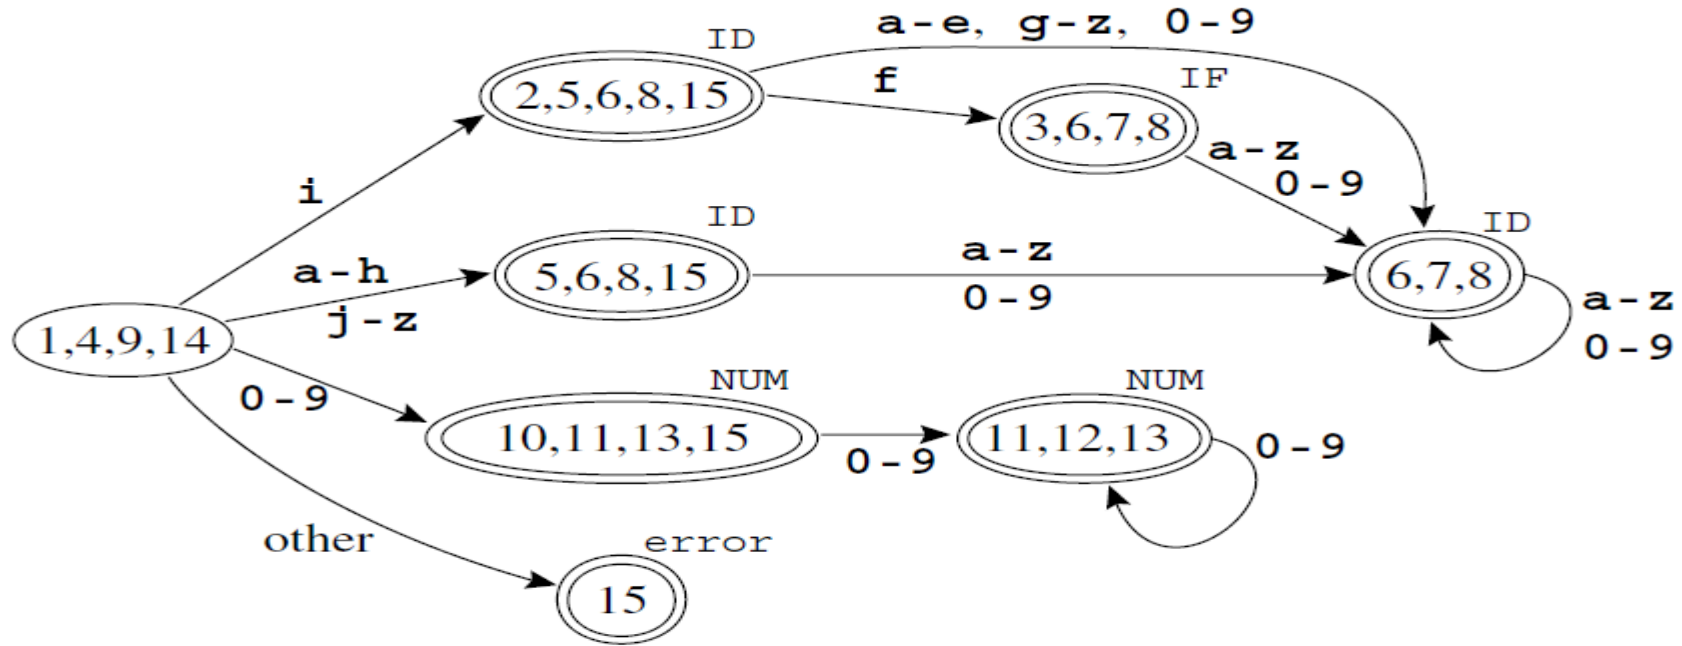 a-e, g-z, 0-9
ID
2,5,6,8,15
f
IF
3,6,7,8
a-z
0-9
i
ID
ID
a-h
j-z
5,6,8,15
a-z
0-9
6,7,8
a-z
0-9
1,4,9,14
0-9
NUM
10,11,13,15
0-9
NUM
11,12,13
0-9
other
error
15